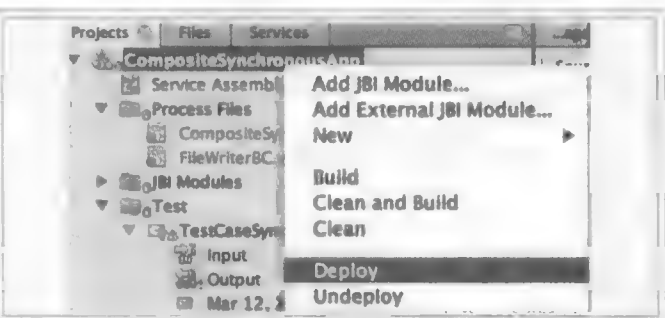 Projects Files Services
CompositeSynchronousApp
Service Assembl
Add JBI Module...
Process Files
Add External JBI Module...
CompositeSy
New
FileWriterBC.
JBI Modules
Build
Test
Clean and Build
TestCaseSyn
Clean
Input
Output
Deploy
Mar 12, 2
Undeploy